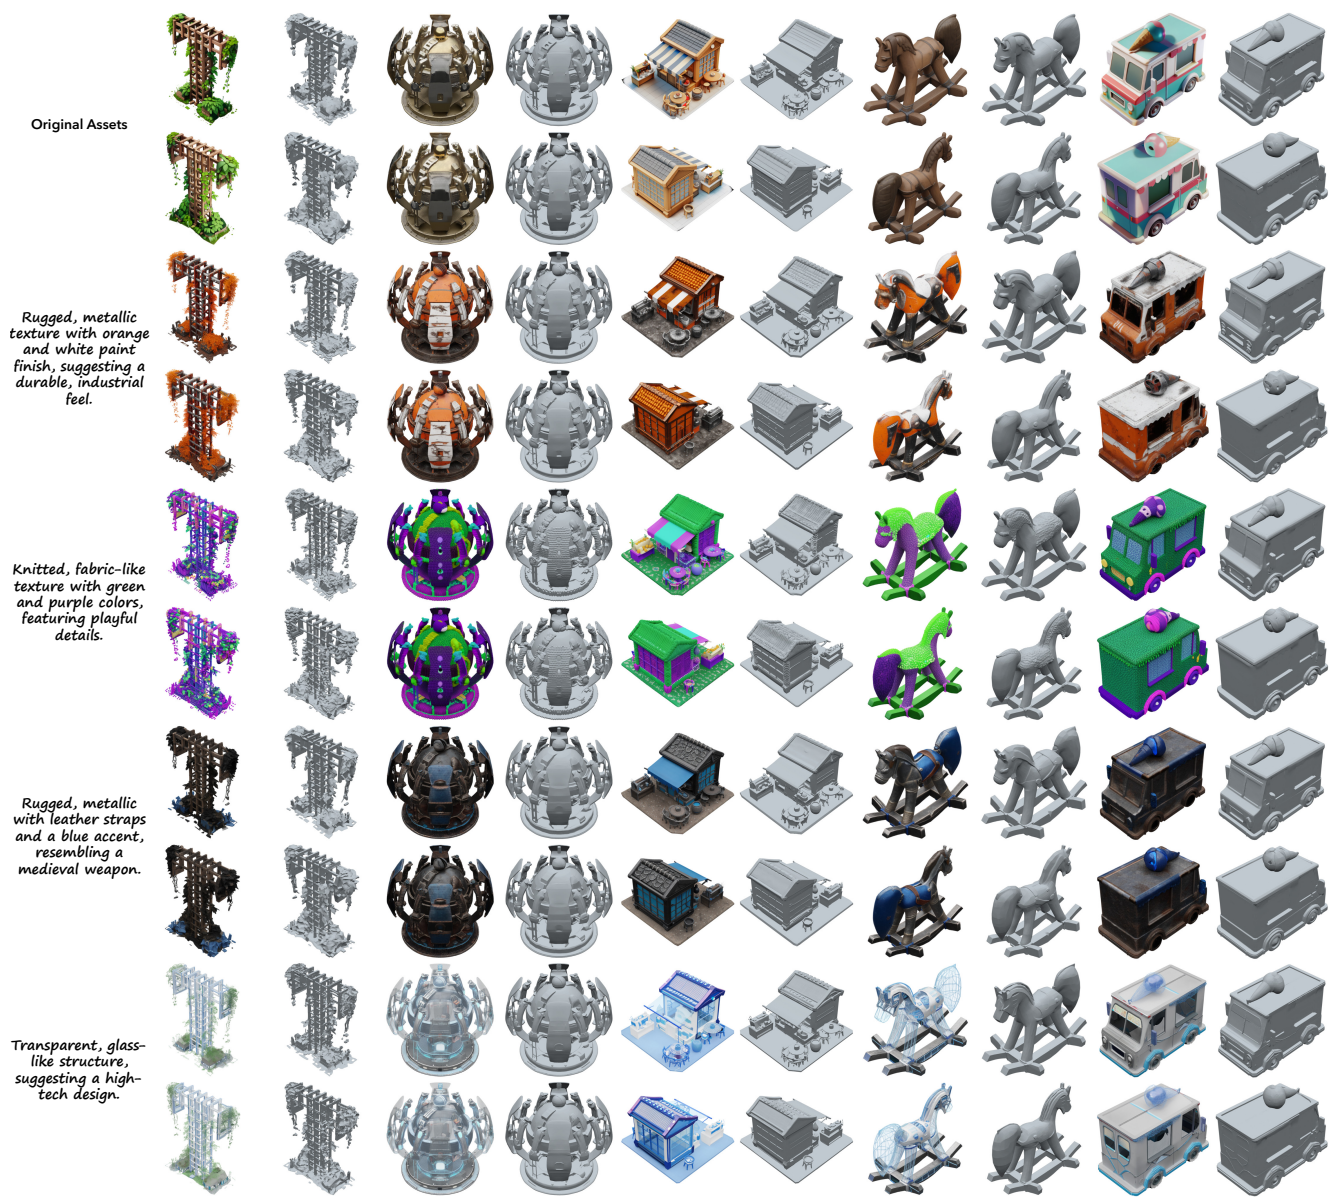 Original Assets
Rugged, metallic
texture with orange
and white paint
finish, suggesting a
durable, industrial
feel.
Knitted, fabric-like
texture with green
and purple colors,
featuring playful
details.
Rugged, metallic
with leather straps
and a blue accent,
resembling a
medieval weapon.
Transparent, glass-
like structure,
suggesting a high-
tech design.